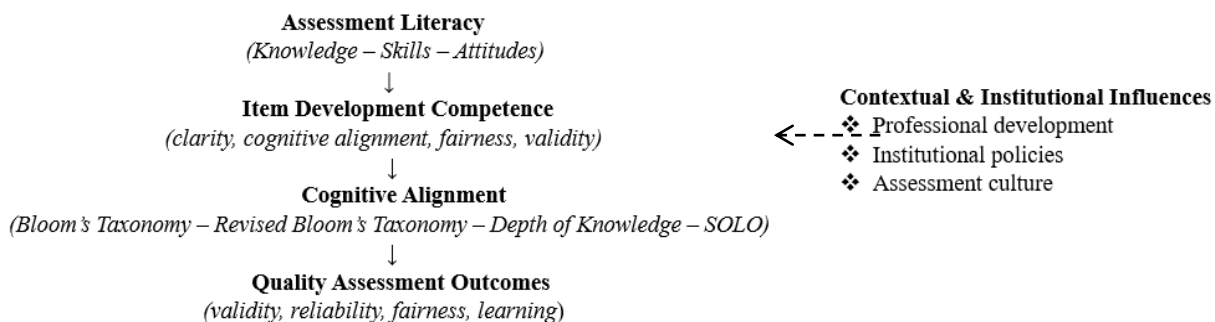 Assessment Literacy
(Knowledge – Skills – Attitudes)
↓
Item Development Competence
(clarity, cognitive alignment, fairness, validity)
↓
Cognitive Alignment
(Bloom's Taxonomy – Revised Bloom's Taxonomy – Depth of Knowledge – SOLO)
↓
Quality Assessment Outcomes
(validity, reliability, fairness, learning)
Contextual & Institutional Influences
❖ Professional development
❖ Institutional policies
❖ Assessment culture